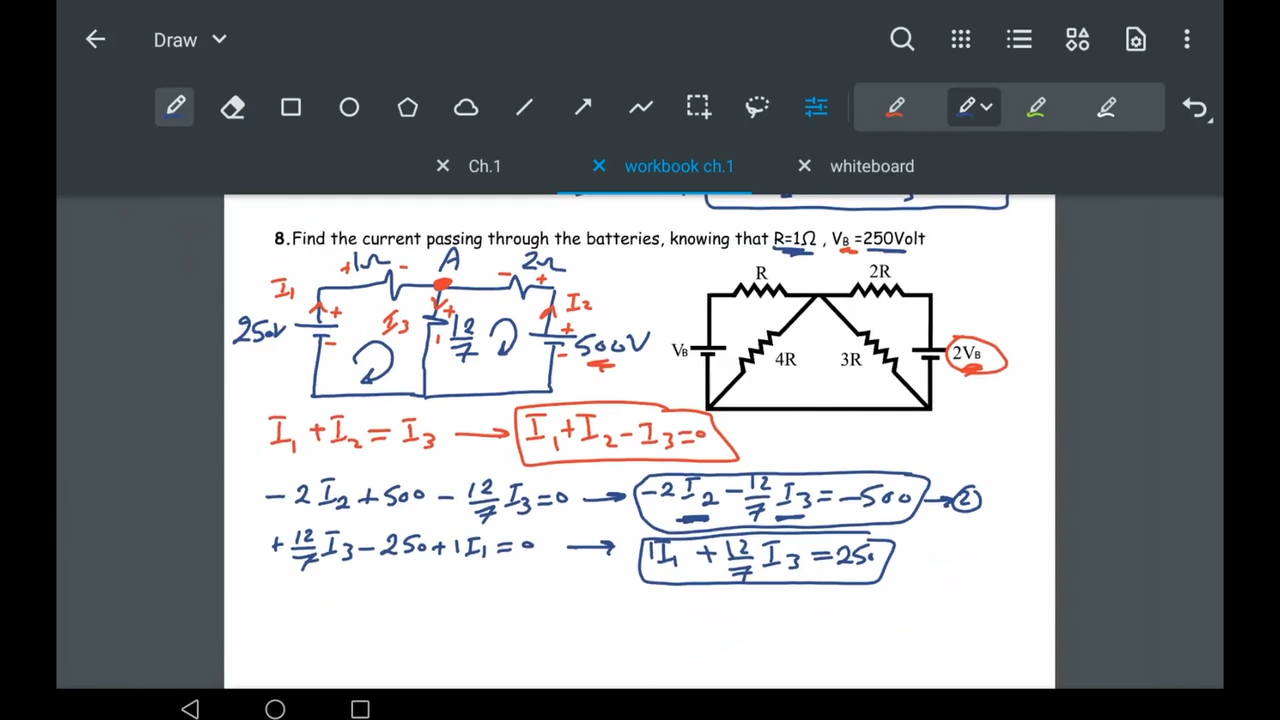 Draw
Ch.1
workbook ch.1
whiteboard
8.Find the current passing through the batteries, knowing that R=1Ω , VB =250Volt
+ 1Ω - A - 2Ω +
I1 I3 I2
250V + - + - 12/7 + - 500V
R 2R
VB 4R 3R 2VB
I1 + I2 = I3 → I1 + I2 - I3 = 0
-2I2 + 500 - 12/7 I3 = 0 → -2I2 - 12/7 I3 = -500 → ②
+ 12/7 I3 - 250 + 1I1 = 0 → 1I1 + 12/7 I3 = 250